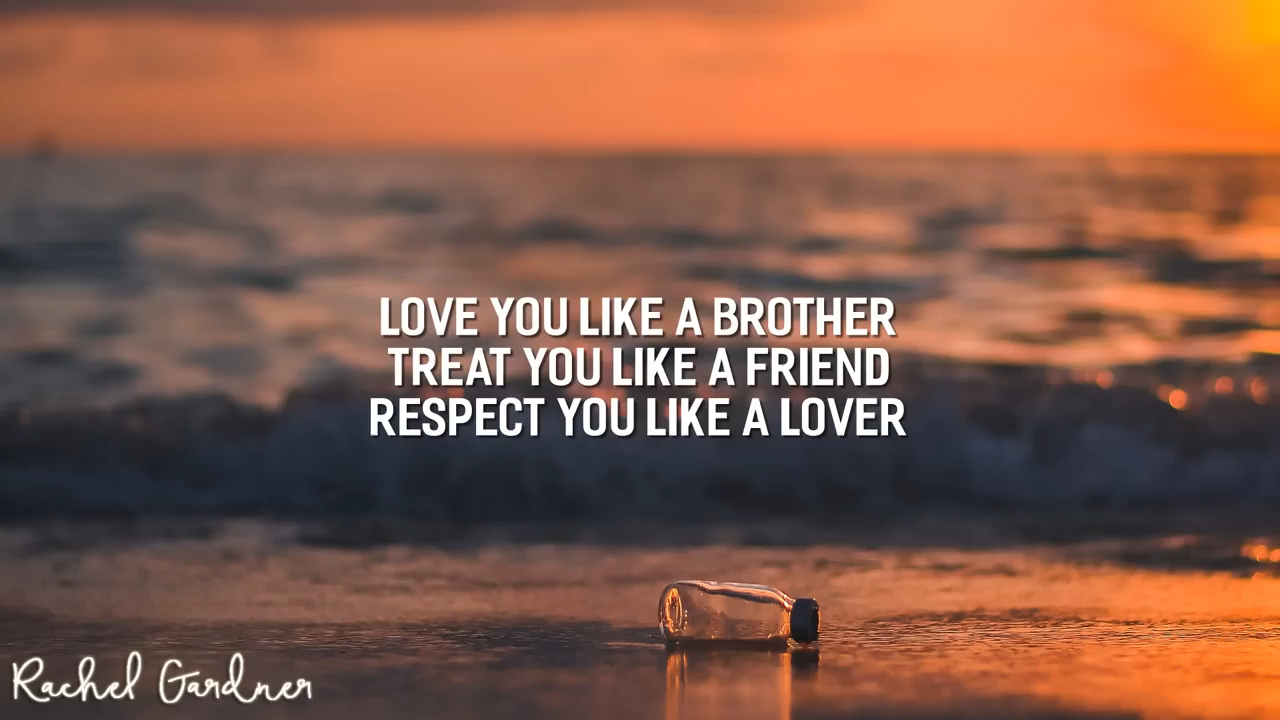 LOVE YOU LIKE A BROTHER
TREAT YOU LIKE A FRIEND
RESPECT YOU LIKE A LOVER
Rachel Gardner